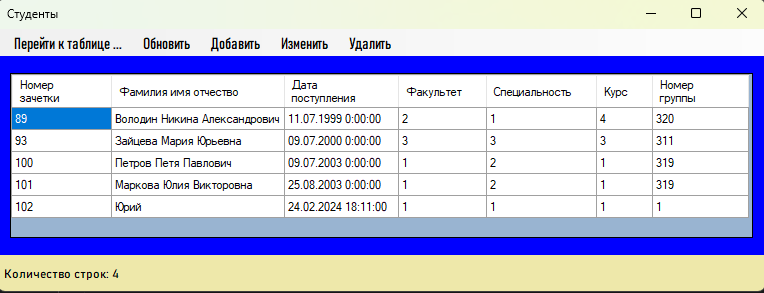 Студенты
Перейти к таблице ... Обновить Добавить Изменить Удалить
Номер зачетки Фамилия имя отчество Дата поступления Факультет Специальность Курс Номер группы
89 Володин Никина Александрович 11.07.1999 0:00:00 2 1 4 320
93 Зайцева Мария Юрьевна 09.07.2000 0:00:00 3 3 3 311
100 Петров Петя Павлович 09.07.2003 0:00:00 1 2 1 319
101 Маркова Юлия Викторовна 25.08.2003 0:00:00 1 2 1 319
102 Юрий 24.02.2024 18:11:00 1 1 1 1
Количество строк: 4